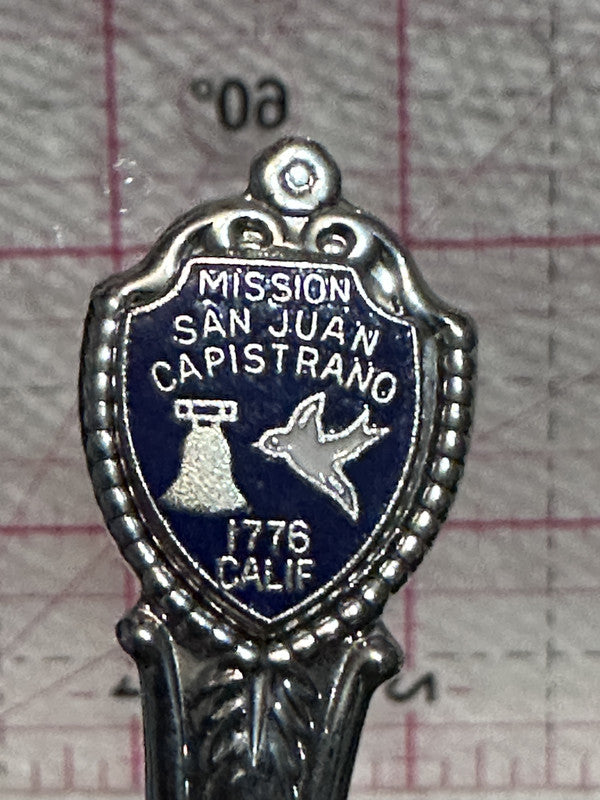 60°
MISSION
SAN JUAN
CAPISTRANO
1776
CALIF